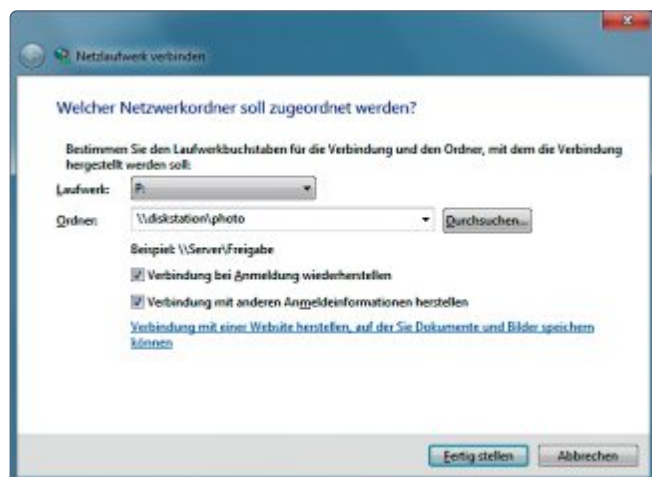 Netzlaufwerk verbinden
Welcher Netzwerkordner soll zugeordnet werden?
Bestimmen Sie den Laufwerkbuchstaben für die Verbindung und den Ordner, mit dem die Verbindung
hergestellt werden soll:
Laufwerk: P:
Ordner: \\diskstation\photo Durchsuchen...
Beispiel: \\Server\Freigabe
Verbindung bei Anmeldung wiederherstellen
Verbindung mit anderen Anmeldeinformationen herstellen
Verbindung mit einer Website herstellen, auf der Sie Dokumente und Bilder speichern
können
Fertig stellen Abbrechen